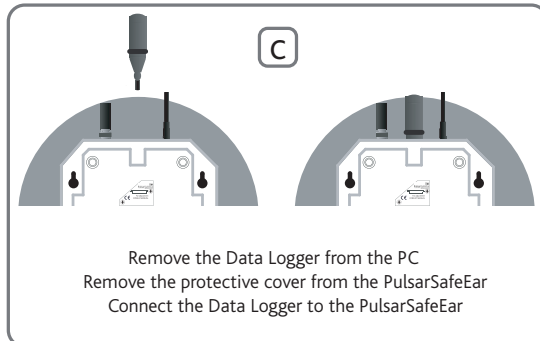 C
Remove the Data Logger from the PC
Remove the protective cover from the PulsarSafeEar
Connect the Data Logger to the PulsarSafeEar